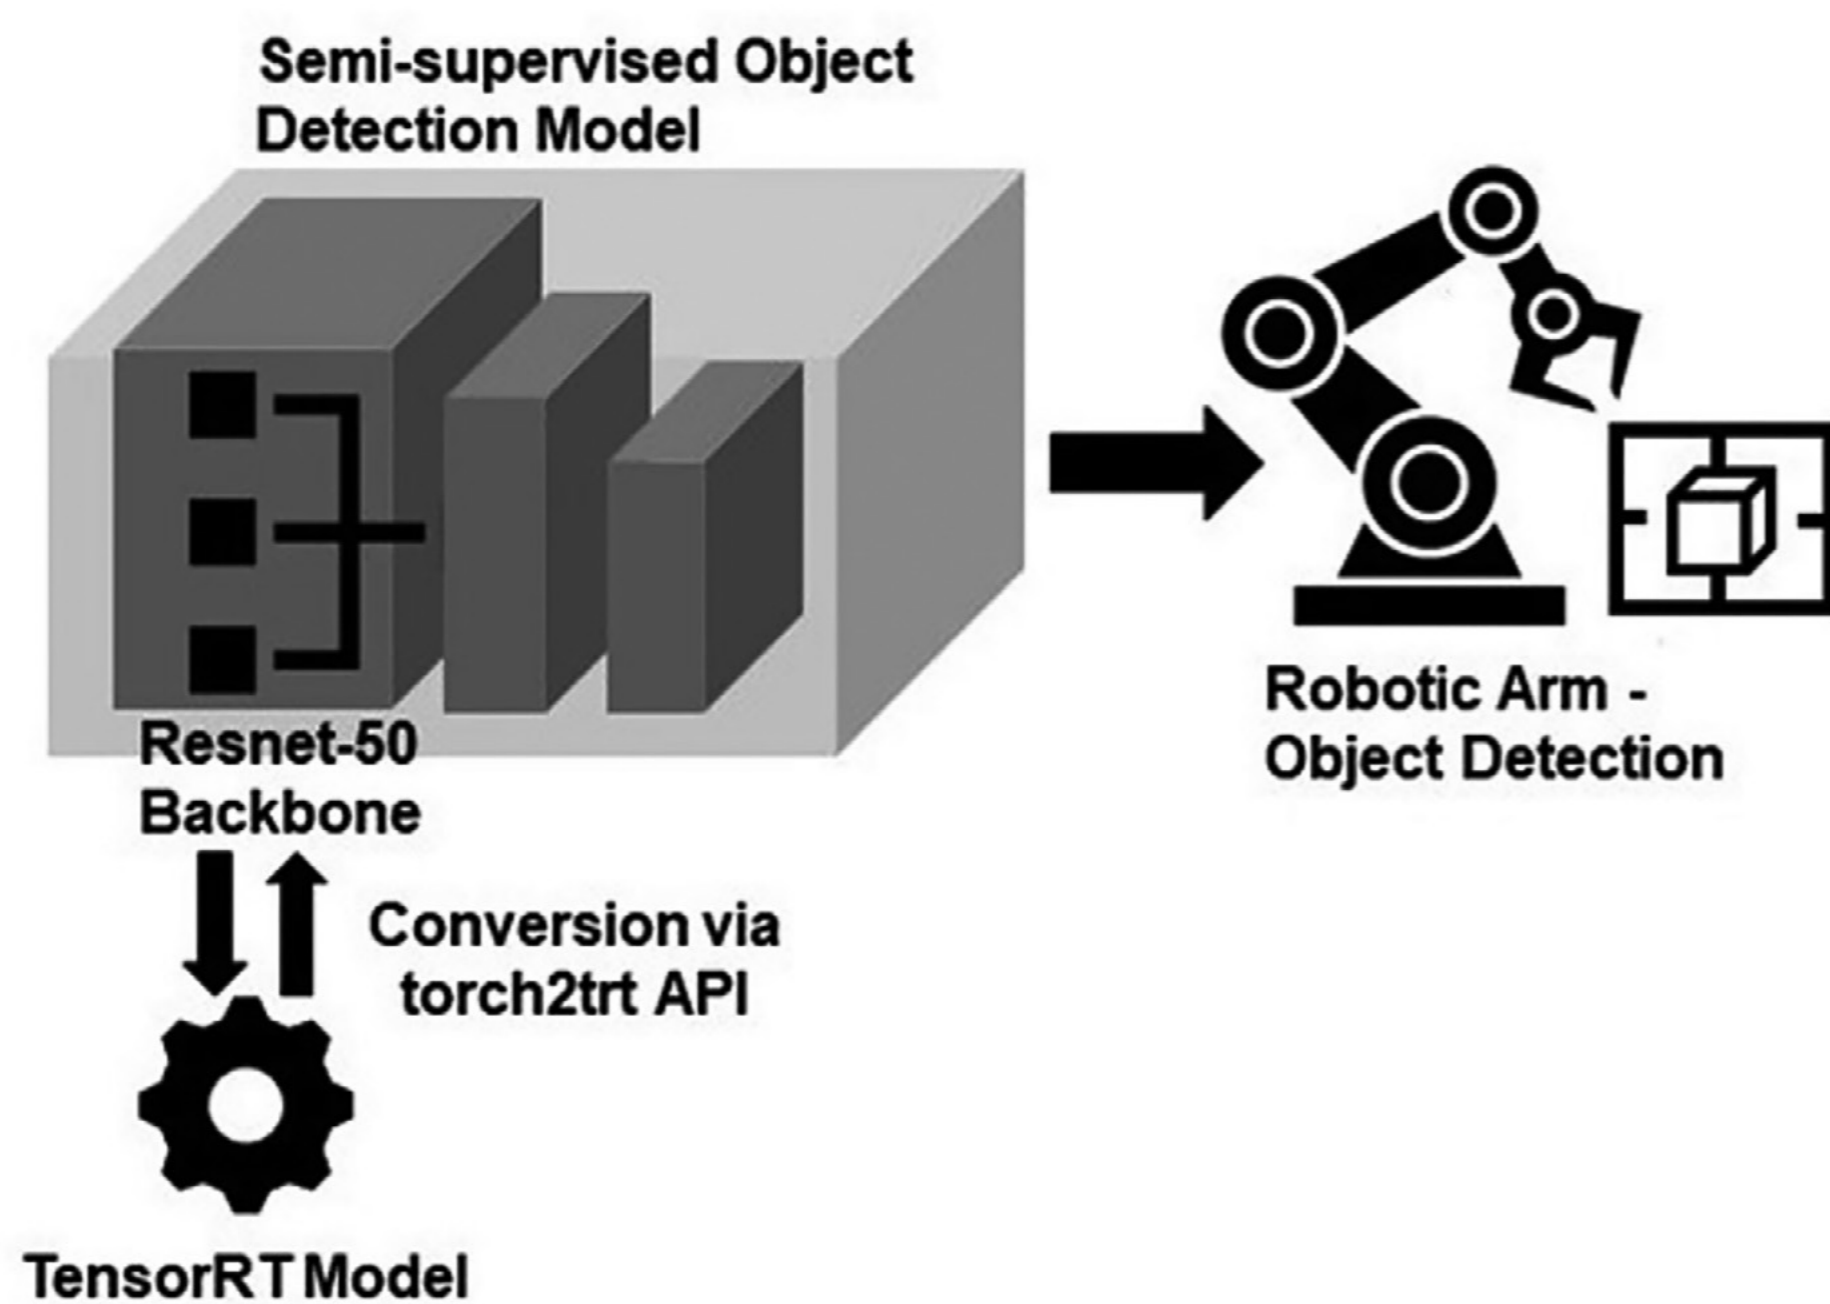 Semi-supervised Object
Detection Model
Resnet-50
Backbone
Conversion via
torch2trt API
TensorRT Model
Robotic Arm -
Object Detection